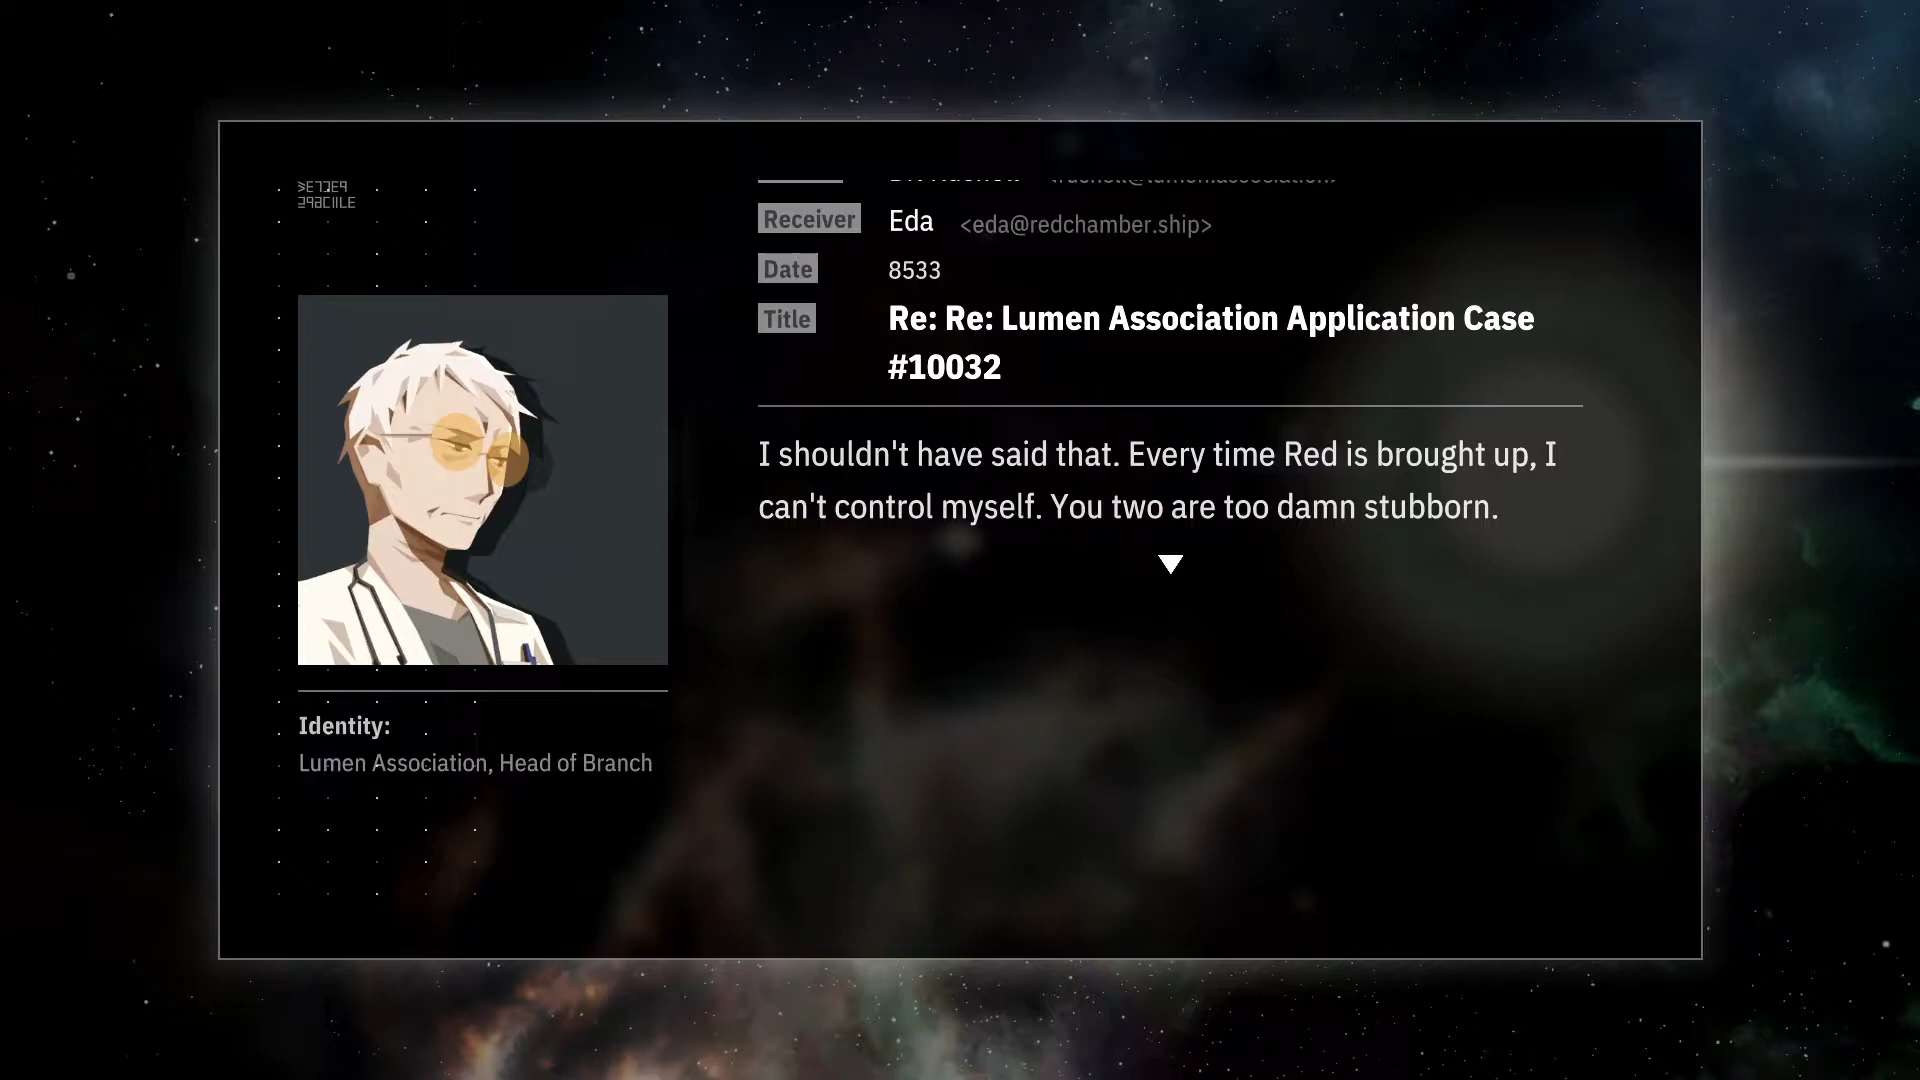 Receiver Eda <eda@redchamber.ship>
Date 8533
Title Re: Re: Lumen Association Application Case
#10032
I shouldn't have said that. Every time Red is brought up, I
can't control myself. You two are too damn stubborn.
Identity:
Lumen Association, Head of Branch